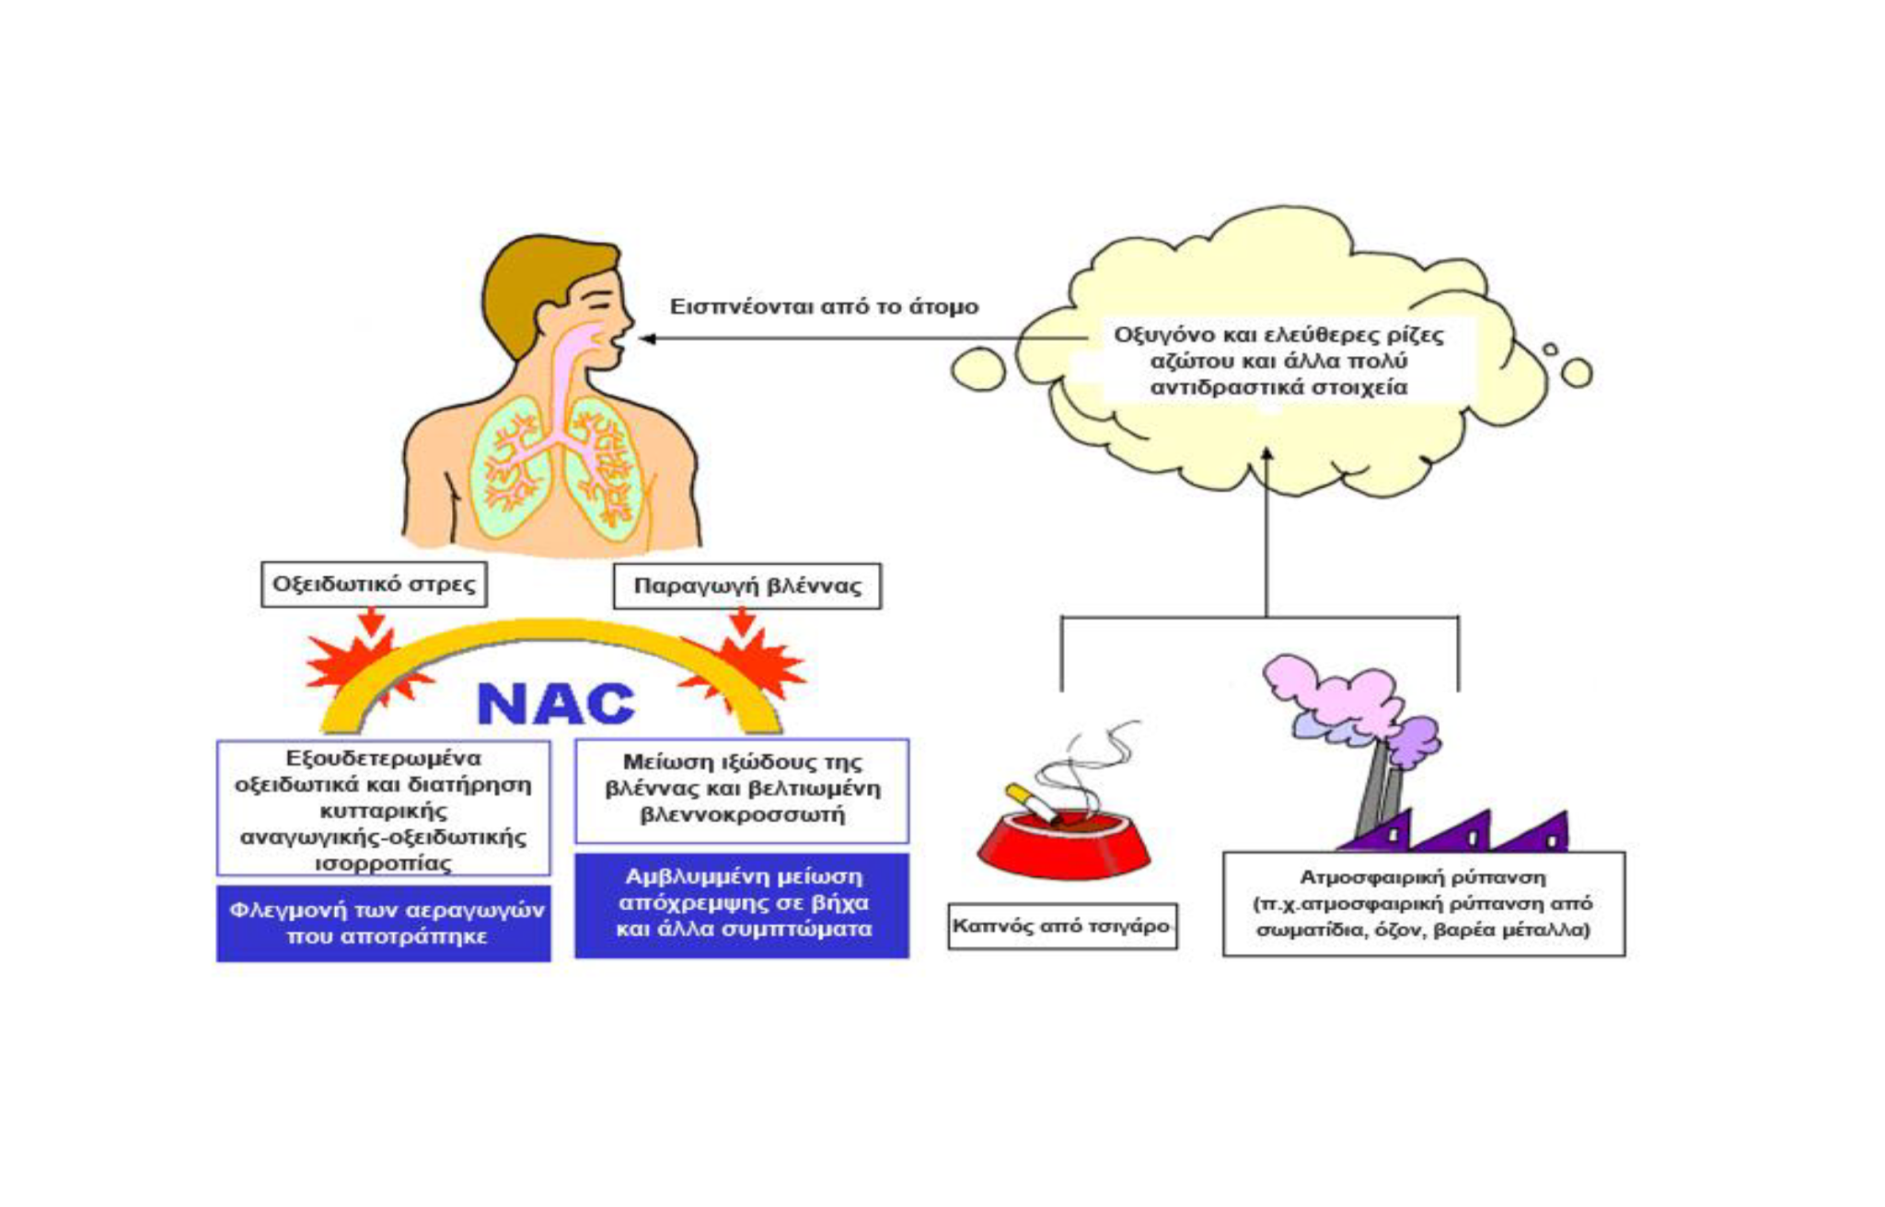 Εισπνέονται από το άτομο
Οξυγόνο και ελεύθερες ρίζες
αζώτου και άλλα πολύ
αντιδραστικά στοιχεία
Οξειδωτικό στρες
Παραγωγή βλέννας
NAC
Εξουδετερωμένα
οξειδωτικά και διατήρηση
κυτταρικής
αναγωγικής-οξειδωτικής
ισορροπίας
Φλεγμονή των αεραγωγών
που αποτράπηκε
Μείωση ιξώδους της
βλέννας και βελτιωμένη
βλεννοκροσσωτή
Αμβλυμμένη μείωση
απόχρεμψης σε βήχα
και άλλα συμπτώματα
Καπνός από τσιγάρο
Ατμοσφαιρική ρύπανση
(π.χ.ατμοσφαιρική ρύπανση από
σωματίδια, όζον, βαρέα μέταλλα)